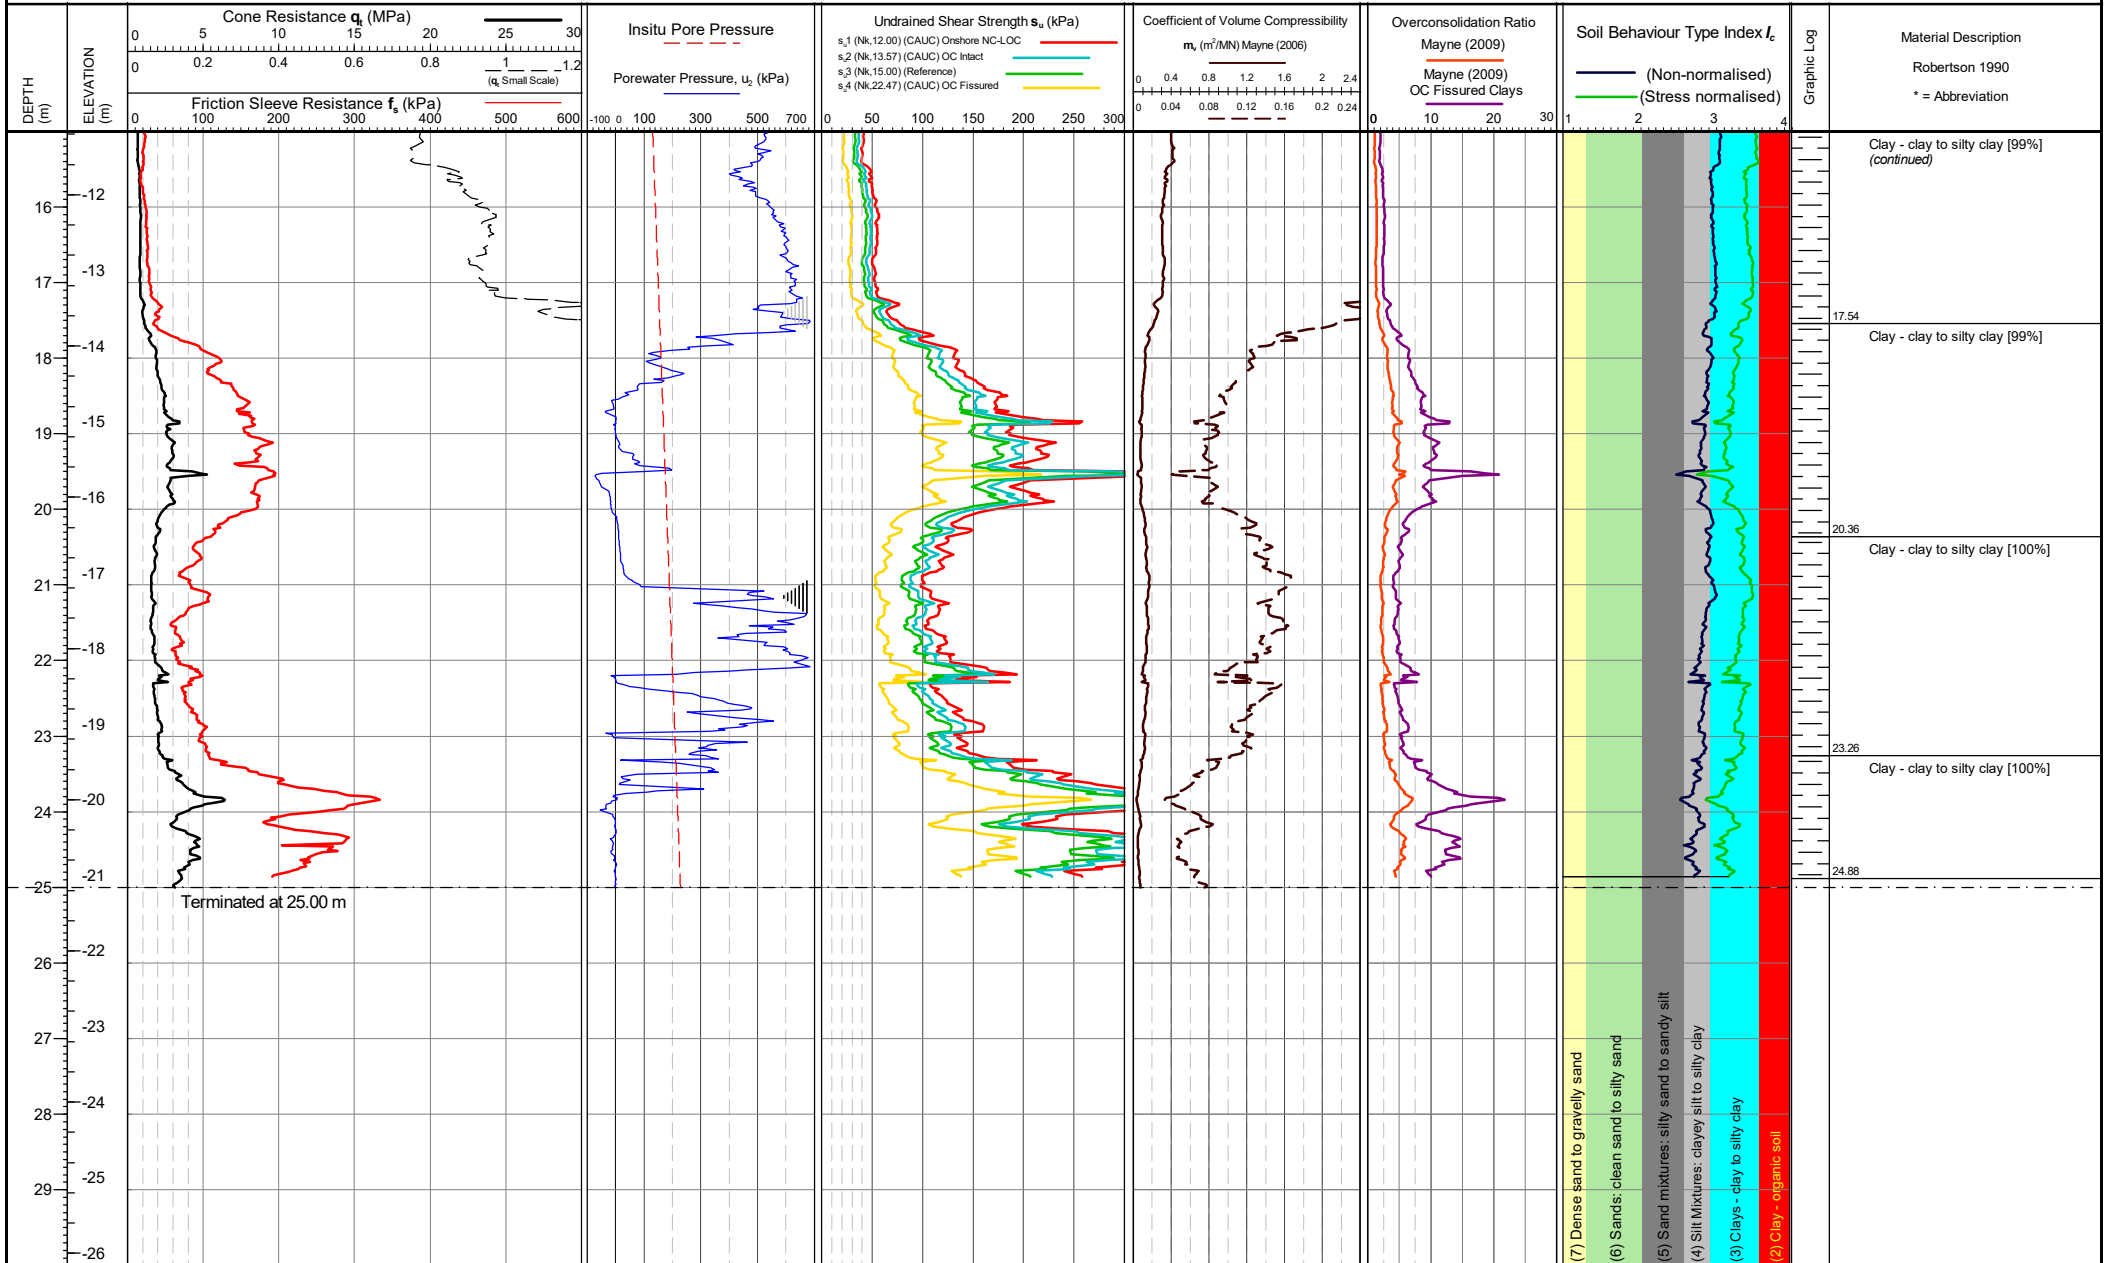 DEPTH (m)
ELEVATION (m)
Cone Resistance qt (MPa)
0 5 10 15 20 25 30
0 0.2 0.4 0.6 0.8 1 1.2
(qt Small Scale)
Friction Sleeve Resistance fs (kPa)
0 100 200 300 400 500 600
Insitu Pore Pressure
Porewater Pressure, u2 (kPa)
-100 0 100 300 500 700
Undrained Shear Strength su (kPa)
su1 (Nk,12.00) (CAUC) Onshore NC-LOC
su2 (Nk,13.57) (CAUC) OC Intact
su3 (Nk,15.00) (Reference)
su4 (Nk,22.47) (CAUC) OC Fissured
0 50 100 150 200 250 300
Coefficient of Volume Compressibility
mv (m2/MN) Mayne (2006)
0 0.4 0.8 1.2 1.6 2 2.4
0 0.04 0.08 0.12 0.16 0.2 0.24
Overconsolidation Ratio
Mayne (2009)
Mayne (2009)
OC Fissured Clays
0 10 20 30
Soil Behaviour Type Index Ic
(Non-normalised)
(Stress normalised)
1 2 3 4
Graphic Log
Material Description
Robertson 1990
* = Abbreviation
16
17
18
19
20
21
22
23
24
25
26
27
28
29
-12
-13
-14
-15
-16
-17
-18
-19
-20
-21
-22
-23
-24
-25
-26
Clay - clay to silty clay [99%]
(continued)
17.54
Clay - clay to silty clay [99%]
20.36
Clay - clay to silty clay [100%]
23.26
Clay - clay to silty clay [100%]
24.88
Terminated at 25.00 m
(7) Dense sand to gravelly sand
(6) Sands: clean sand to silty sand
(5) Sand mixtures: silty sand to sandy silt
(4) Silt Mixtures: clayey silt to silty clay
(3) Clays - clay to silty clay
(2) Clay - organic soil